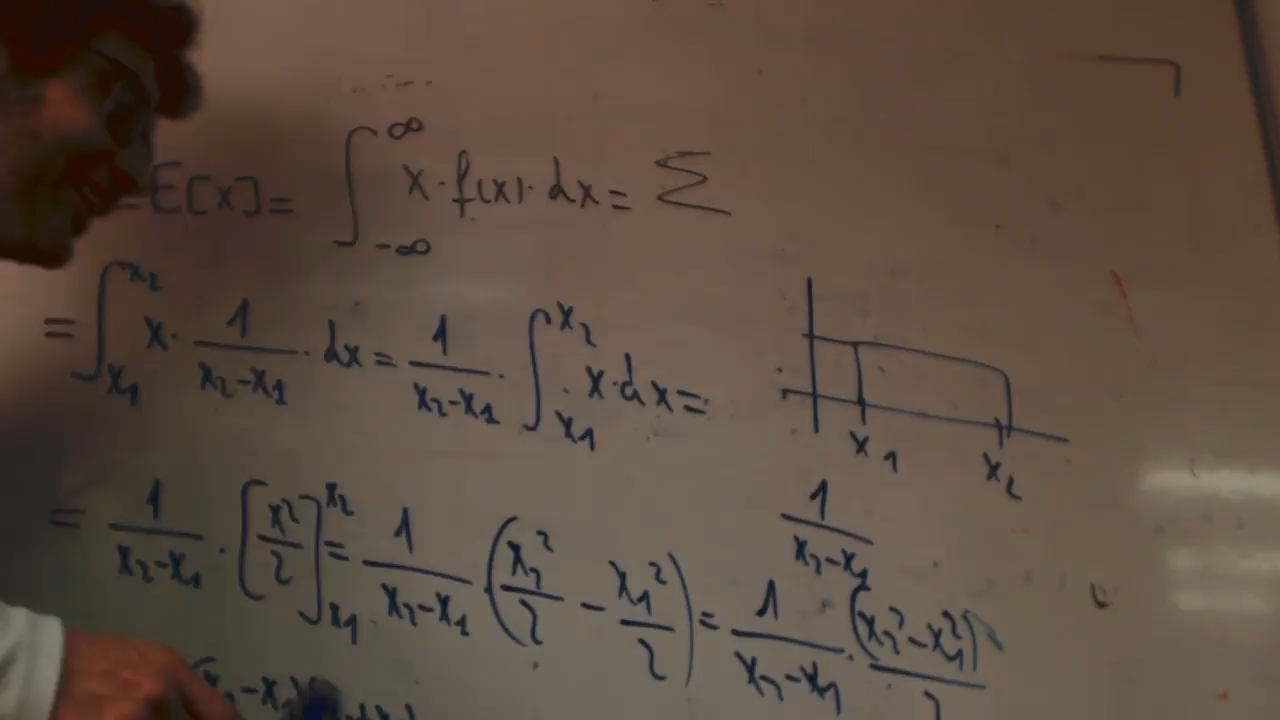 = E[x] = ∫_{-∞}^{∞} x · f(x) · dx = Σ
= ∫_{x₁}^{x₂} x · 1/(x₂-x₁) · dx = 1/(x₂-x₁) · ∫_{x₁}^{x₂} x · dx =
x₁ x₂
1/(x₂-x₁)
= 1/(x₂-x₁) · [x²/2]_{x₁}^{x₂} = 1/(x₂-x₁) · (x₂²/2 - x₁²/2) = 1/(x₂-x₁) · (x₂²-x₁²)/2